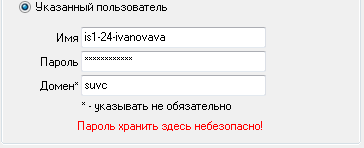 Указанный пользователь
Имя is1-24-ivanovava
Пароль ************
Домен* suvc
* - указывать не обязательно
Пароль хранить здесь небезопасно!